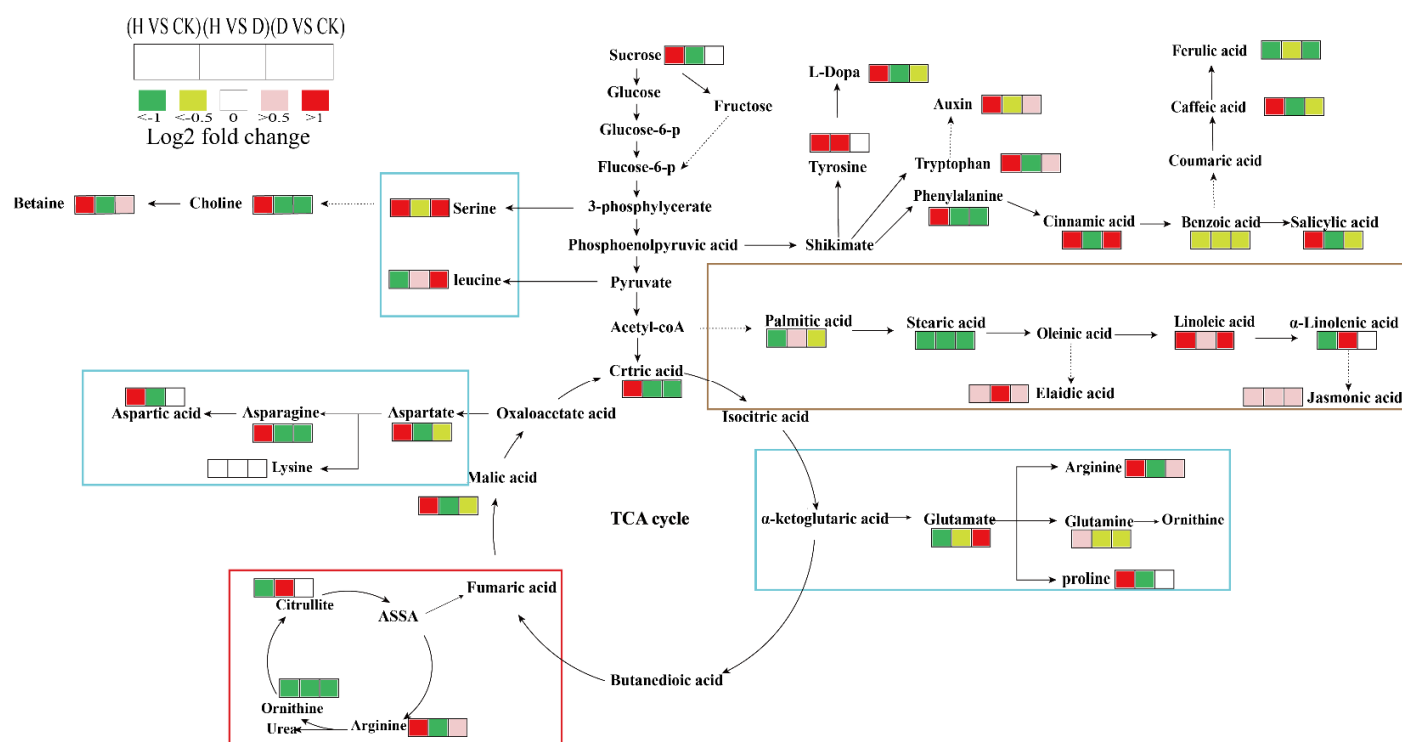 (H VS CK)(H VS D)(D VS CK)
<-1 <-0.5 0 >0.5 >1
Log2 fold change
Sucrose
Glucose
Fructose
Glucose-6-p
Flucose-6-p
3-phosphylycerate
Phosphoenolpyruvic acid
Pyruvate
Acetyl-coA
Crtric acid
L-Dopa
Tyrosine
Auxin
Tryptophan
Phenylalanine
Shikimate
Ferulic acid
Caffeic acid
Coumaric acid
Cinnamic acid
Benzoic acid
Salicylic acid
Betaine
Choline
Serine
leucine
Palmitic acid
Stearic acid
Oleinic acid
Linoleic acid
α-Linolenic acid
Elaidic acid
Jasmonic acid
Isocitric acid
Aspartic acid
Asparagine
Aspartate
Oxaloacctate acid
Lysine
Malic acid
TCA cycle
α-ketoglutaric acid
Glutamate
Arginine
Glutamine
Ornithine
proline
Citrullite
ASSA
Fumaric acid
Ornithine
Urea
Arginine
Butanedioic acid